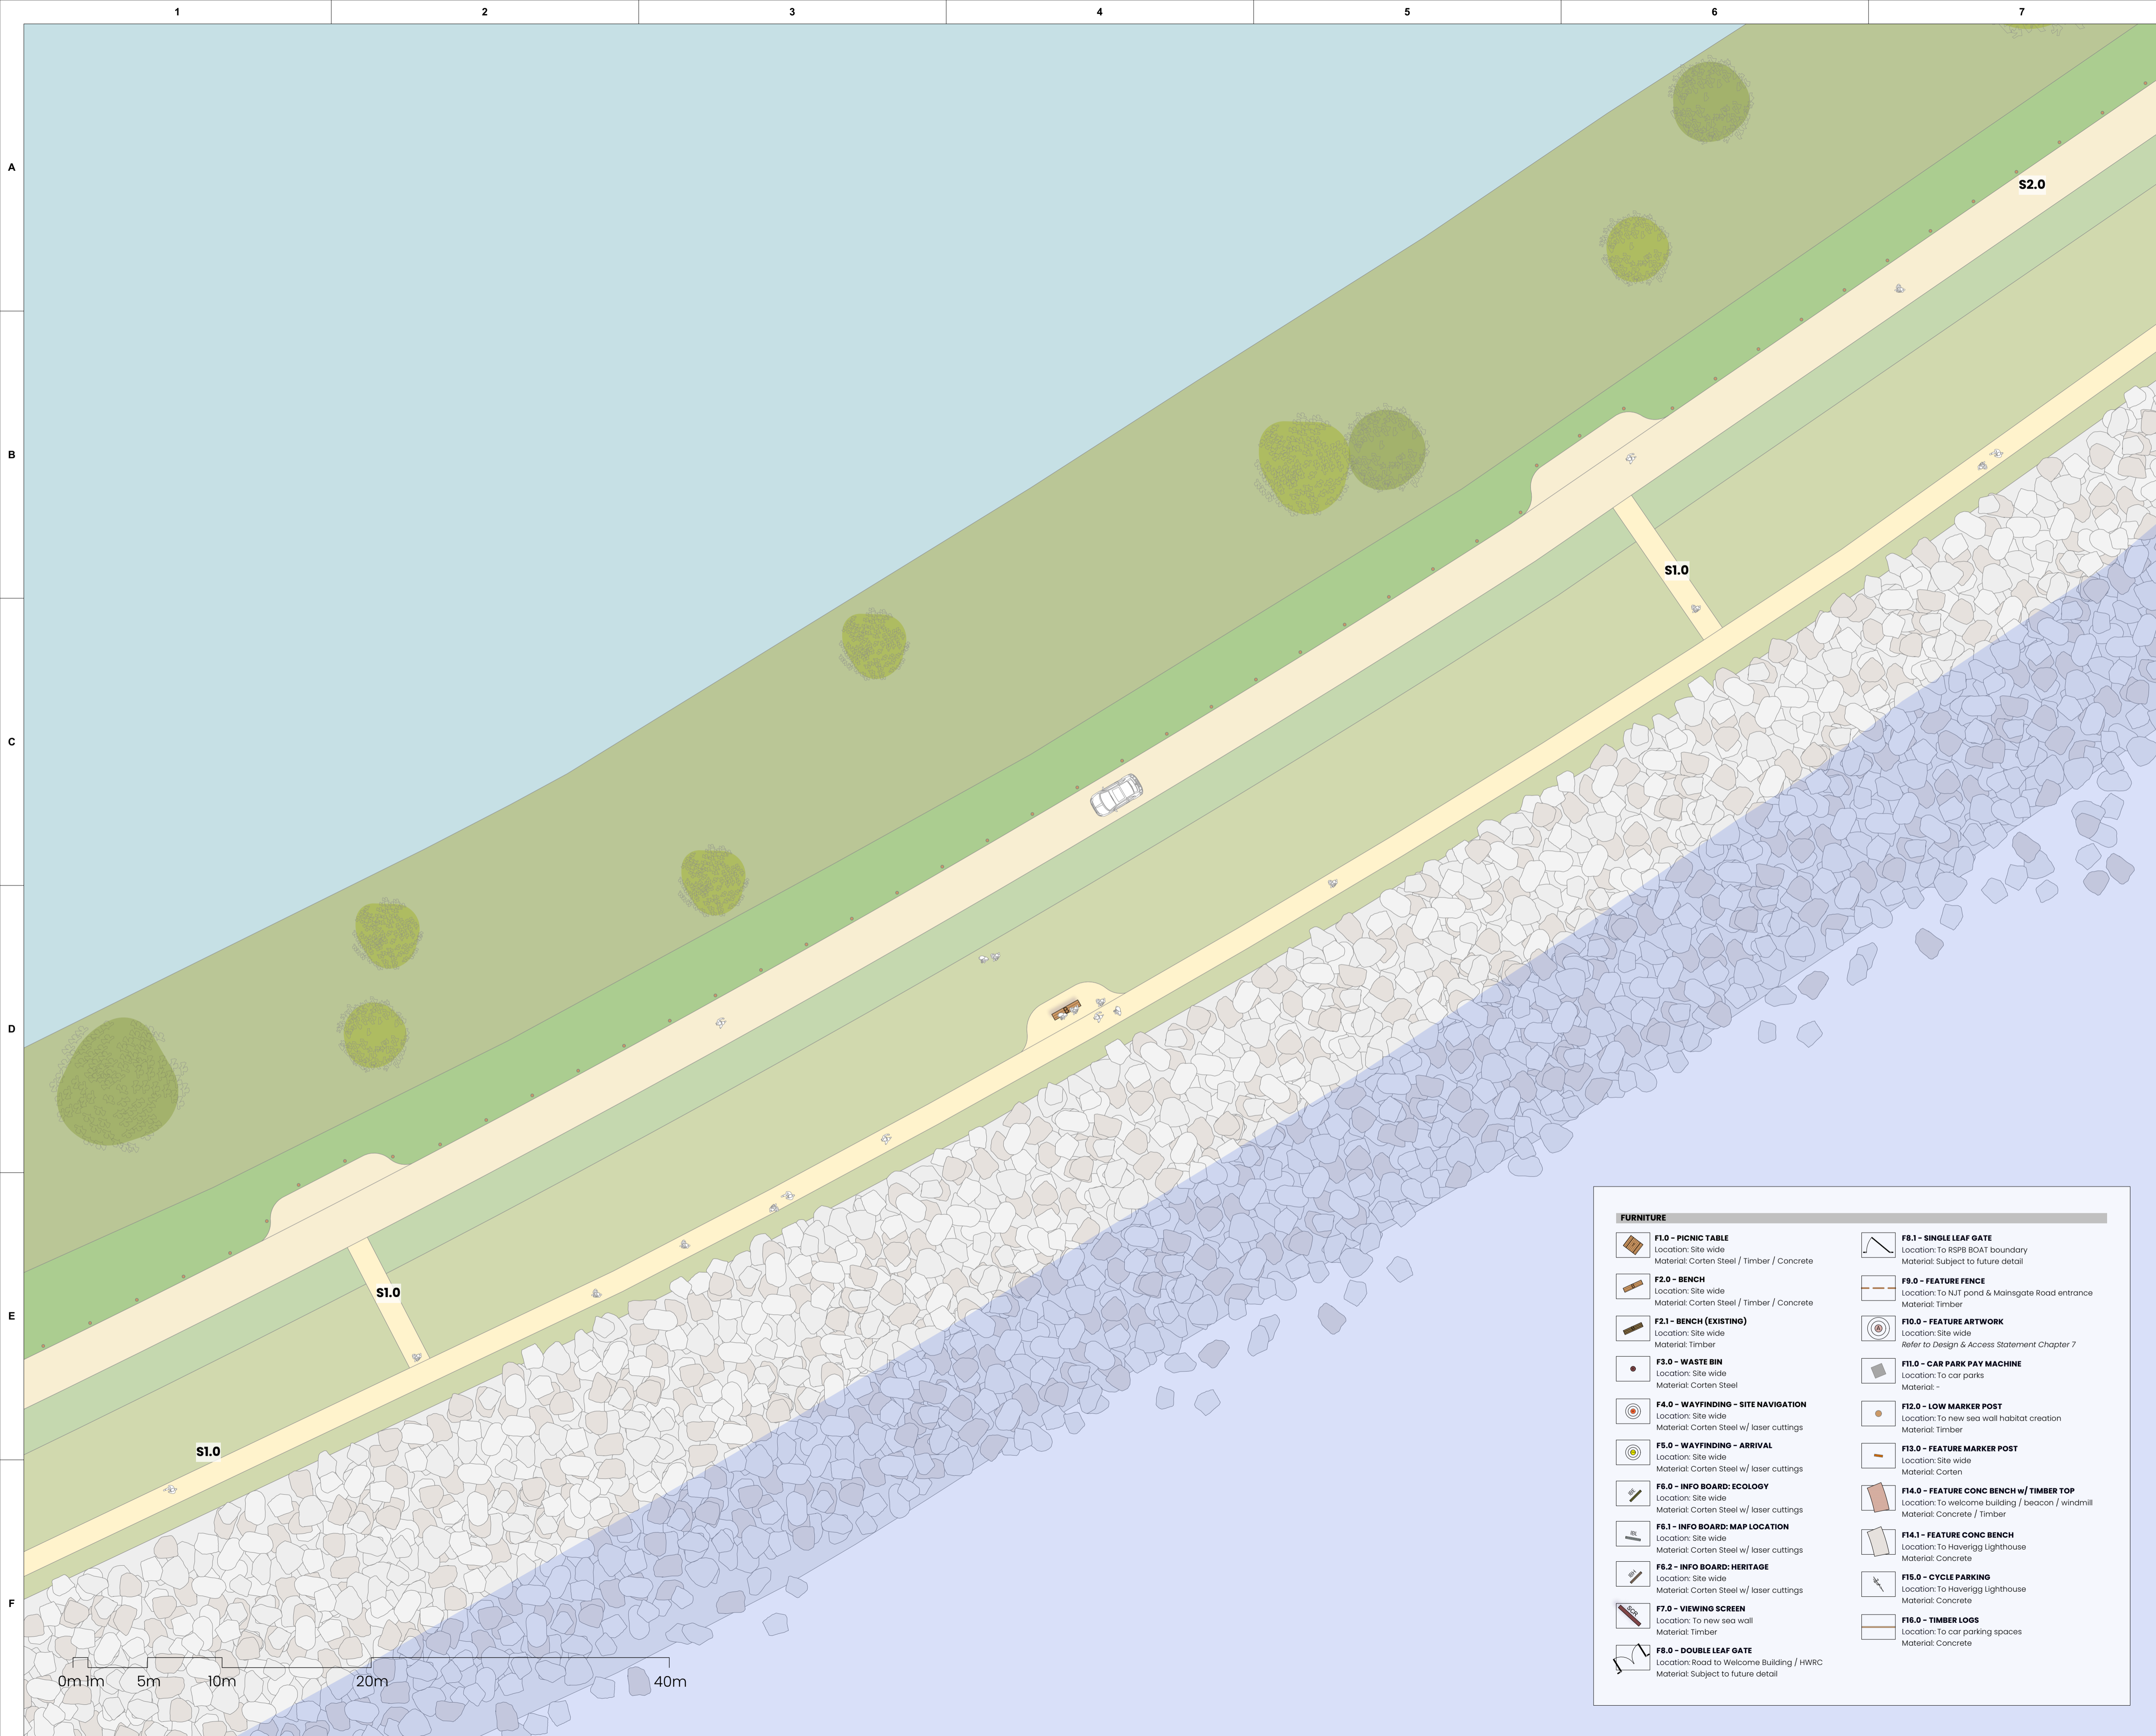 1 2 3 4 5 6 7
A
S2.0
B
S1.0
C
D
E
S1.0
S1.0
F
0m 1m 5m 10m 20m 40m
FURNITURE
F1.0 - PICNIC TABLE
Location: Site wide
Material: Corten Steel / Timber / Concrete
F2.0 - BENCH
Location: Site wide
Material: Corten Steel / Timber / Concrete
F2.1 - BENCH (EXISTING)
Location: Site wide
Material: Timber
F3.0 - WASTE BIN
Location: Site wide
Material: Corten Steel
F4.0 - WAYFINDING - SITE NAVIGATION
Location: Site wide
Material: Corten Steel w/ laser cuttings
F5.0 - WAYFINDING - ARRIVAL
Location: Site wide
Material: Corten Steel w/ laser cuttings
F6.0 - INFO BOARD: ECOLOGY
Location: Site wide
Material: Corten Steel w/ laser cuttings
F6.1 - INFO BOARD: MAP LOCATION
Location: Site wide
Material: Corten Steel w/ laser cuttings
F6.2 - INFO BOARD: HERITAGE
Location: Site wide
Material: Corten Steel w/ laser cuttings
SCR
F7.0 - VIEWING SCREEN
Location: To new sea wall
Material: Timber
F8.0 - DOUBLE LEAF GATE
Location: Road to Welcome Building / HWRC
Material: Subject to future detail
F8.1 - SINGLE LEAF GATE
Location: To RSPB BOAT boundary
Material: Subject to future detail
F9.0 - FEATURE FENCE
Location: To NJT pond & Mainsgate Road entrance
Material: Timber
F10.0 - FEATURE ARTWORK
Location: Site wide
Refer to Design & Access Statement Chapter 7
F11.0 - CAR PARK PAY MACHINE
Location: To car parks
Material: -
F12.0 - LOW MARKER POST
Location: To new sea wall habitat creation
Material: Timber
F13.0 - FEATURE MARKER POST
Location: Site wide
Material: Corten
F14.0 - FEATURE CONC BENCH w/ TIMBER TOP
Location: To welcome building / beacon / windmill
Material: Concrete / Timber
F14.1 - FEATURE CONC BENCH
Location: To Haverigg Lighthouse
Material: Concrete
F15.0 - CYCLE PARKING
Location: To Haverigg Lighthouse
Material: Concrete
F16.0 - TIMBER LOGS
Location: To car parking spaces
Material: Concrete